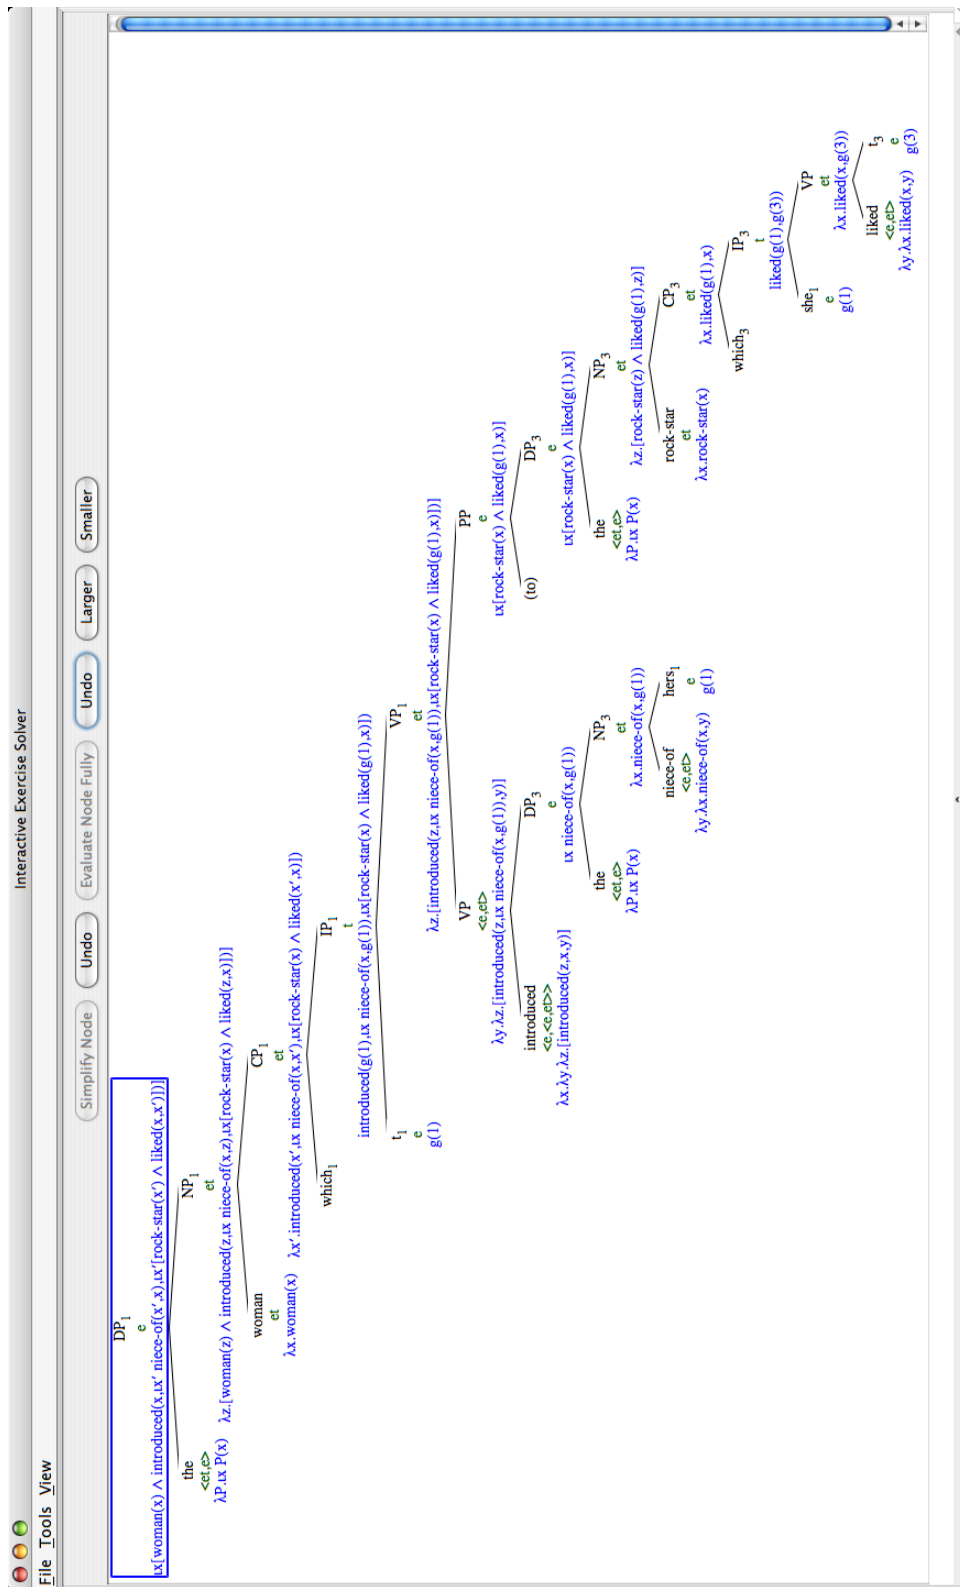 Interactive Exercise Solver
File Tools View
Simplify Node Undo Evaluate Node Fully Undo Larger Smaller
DP1
e
ιx[woman(x) ∧ introduced(x,ιx′ niece-of(x′,x),ιx′[rock-star(x′) ∧ liked(x,x′)])]
the NP1
<et,e> et
λP.ιx P(x) λz.[woman(z) ∧ introduced(z,ιx niece-of(x,z),ιx[rock-star(x) ∧ liked(z,x)])]
woman CP1
et et
λx.woman(x) λx′.introduced(x′,ιx niece-of(x,x′),ιx[rock-star(x) ∧ liked(x′,x)])
which1 IP1
t
introduced(g(1),ιx niece-of(x,g(1)),ιx[rock-star(x) ∧ liked(g(1),x)])
t1 VP1
e et
g(1) λz.[introduced(z,ιx niece-of(x,g(1)),ιx[rock-star(x) ∧ liked(g(1),x)])]
VP PP
<e,et> e
λy.λz.[introduced(z,ιx niece-of(x,g(1)),y)] ιx[rock-star(x) ∧ liked(g(1),x)]
introduced DP3 (to) DP3
<e,<e,et>> e e
λx.λy.λz.[introduced(z,x,y)] ιx niece-of(x,g(1)) ιx[rock-star(x) ∧ liked(g(1),x)]
the NP3 the NP3
<et,e> et <et,e> et
λP.ιx P(x) λx.niece-of(x,g(1)) λP.ιx P(x) λz.[rock-star(z) ∧ liked(g(1),z)]
niece-of hers1 rock-star CP3
<e,et> e et et
λy.λx.niece-of(x,y) g(1) λx.rock-star(x) λx.liked(g(1),x)
which3 IP3
t
liked(g(1),g(3))
she1 VP
e et
g(1) λx.liked(x,g(3))
liked t3
<e,et> e
λy.λx.liked(x,y) g(3)